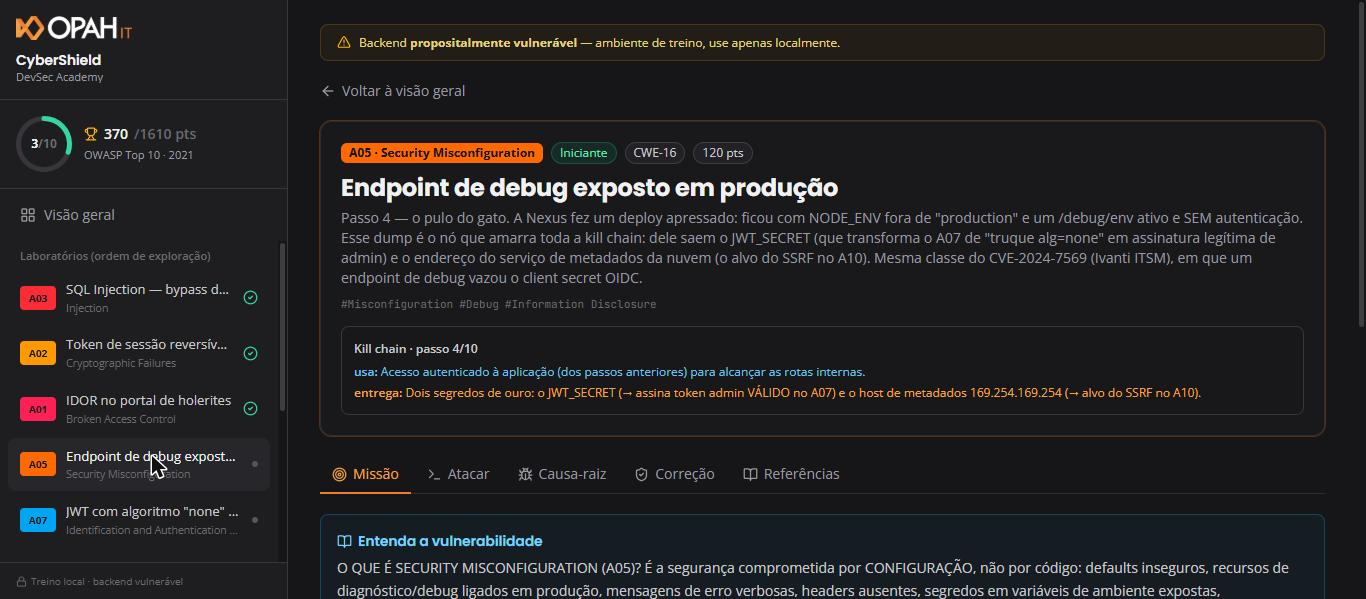 OPAH IT
CyberShield
DevSec Academy
3/10
370 /1610 pts
OWASP Top 10 · 2021
Visão geral
Laboratórios (ordem de exploração)
A03
SQL Injection — bypass d...
Injection
A02
Token de sessão reversív...
Cryptographic Failures
A01
IDOR no portal de holerites
Broken Access Control
A05
Endpoint de debug expost...
Security Misconfiguration
A07
JWT com algoritmo "none" ...
Identification and Authentication ...
Treino local · backend vulnerável
Backend propositalmente vulnerável — ambiente de treino, use apenas localmente.
Voltar à visão geral
A05 · Security Misconfiguration
Iniciante
CWE-16
120 pts
Endpoint de debug exposto em produção
Passo 4 — o pulo do gato. A Nexus fez um deploy apressado: ficou com NODE_ENV fora de "production" e um /debug/env ativo e SEM autenticação.
Esse dump é o nó que amarra toda a kill chain: dele saem o JWT_SECRET (que transforma o A07 de "truque alg=none" em assinatura legítima de
admin) e o endereço do serviço de metadados da nuvem (o alvo do SSRF no A10). Mesma classe do CVE-2024-7569 (Ivanti ITSM), em que um
endpoint de debug vazou o client secret OIDC.
#Misconfiguration #Debug #Information Disclosure
Kill chain · passo 4/10
usa: Acesso autenticado à aplicação (dos passos anteriores) para alcançar as rotas internas.
entrega: Dois segredos de ouro: o JWT_SECRET (→ assina token admin VÁLIDO no A07) e o host de metadados 169.254.169.254 (→ alvo do SSRF no A10).
Missão
Atacar
Causa-raiz
Correção
Referências
Entenda a vulnerabilidade
O QUE É SECURITY MISCONFIGURATION (A05)? É a segurança comprometida por CONFIGURAÇÃO, não por código: defaults inseguros, recursos de
diagnóstico/debug ligados em produção, mensagens de erro verbosas, headers ausentes, segredos em variáveis de ambiente expostas,